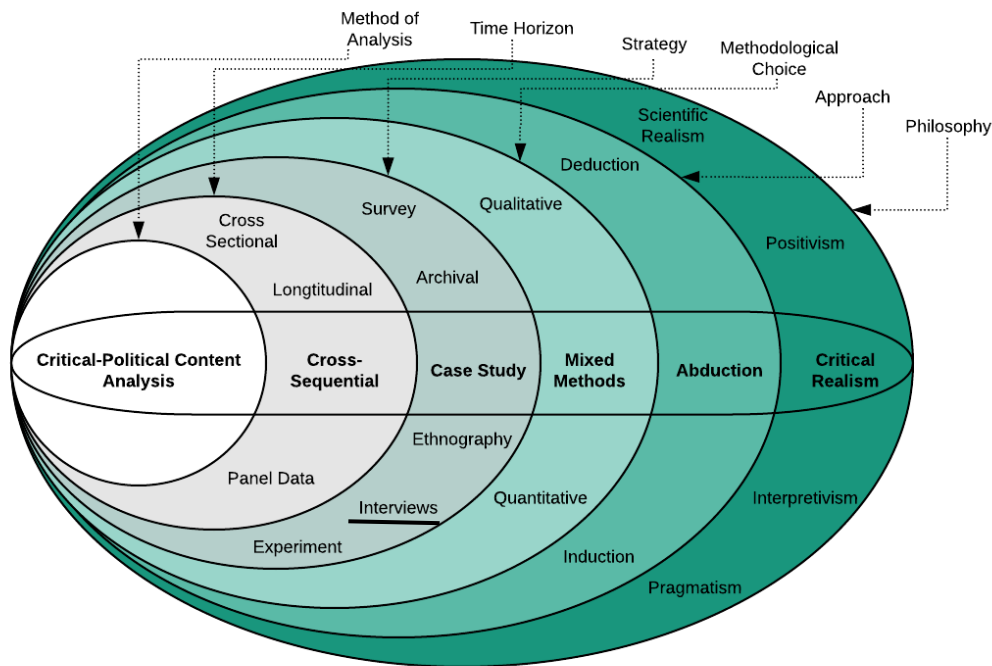 Method of
Analysis
Time Horizon
Strategy
Methodological
Choice
Approach
Philosophy
Scientific
Realism
Deduction
Qualitative
Survey
Cross
Sectional
Positivism
Archival
Longtitudinal
Critical-Political Content
Analysis
Cross-
Sequential
Case Study
Mixed
Methods
Abduction
Critical
Realism
Ethnography
Panel Data
Interviews
Quantitative
Interpretivism
Experiment
Induction
Pragmatism